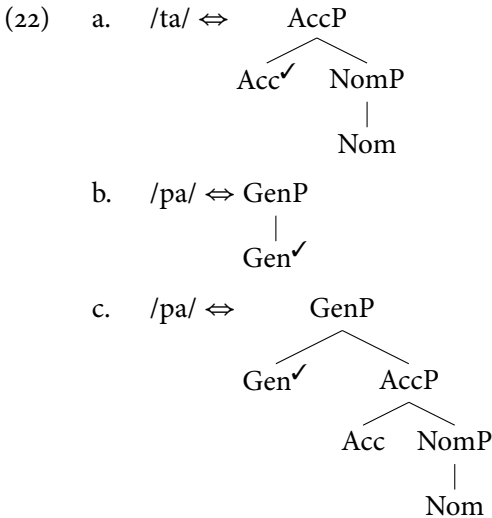 (22) a. /ta/ ⇔ AccP
Acc✓ NomP
Nom
b. /pa/ ⇔ GenP
Gen✓
c. /pa/ ⇔ GenP
Gen✓ AccP
Acc NomP
Nom